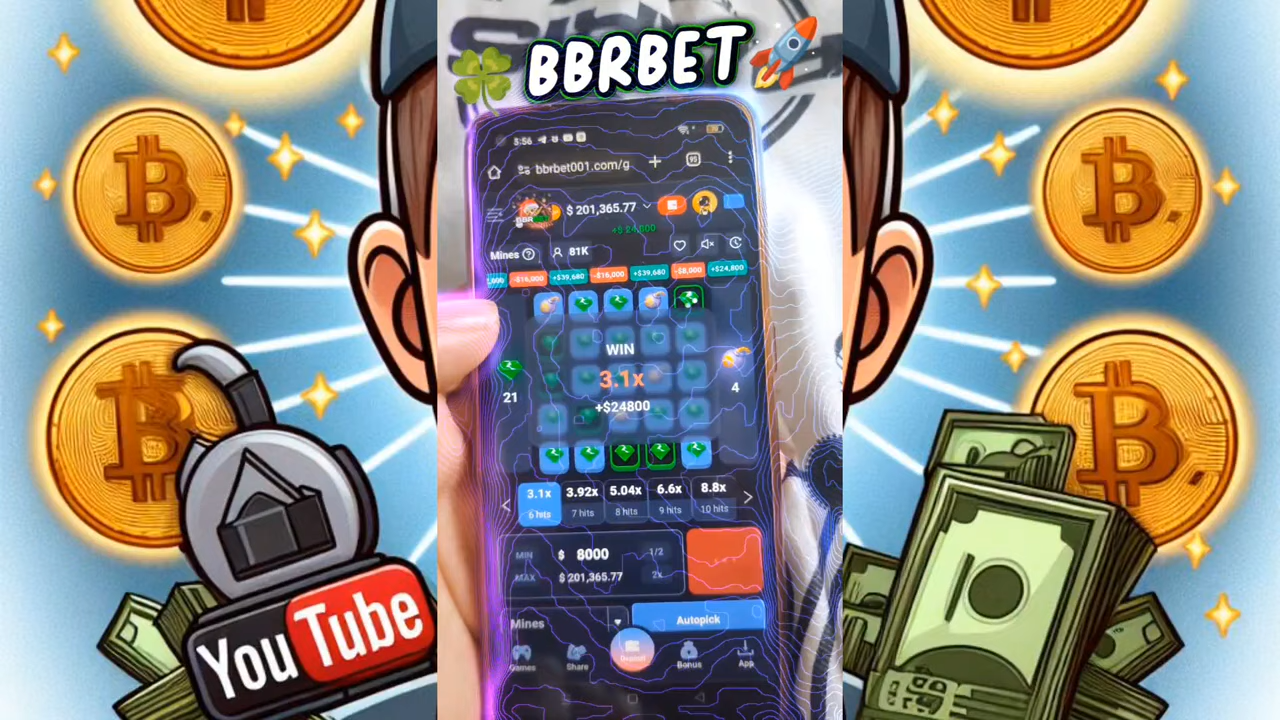 BBRBET
3:56
bbrbet001.com/g
95
$ 201,365.77
+$ 24,800
Mines ? 81K
-$16,000 +$39,680 -$16,000 +$39,680 -$8,000 +$24,800
WIN
3.1x
+$24800
21
4
3.1x 3.92x 5.04x 6.6x 8.8x
6 hits 7 hits 8 hits 9 hits 10 hits
MIN $ 8000 1/2
MAX $ 201,365.77 2x
Mines Autopick
Games Share Bonus App
YouTube